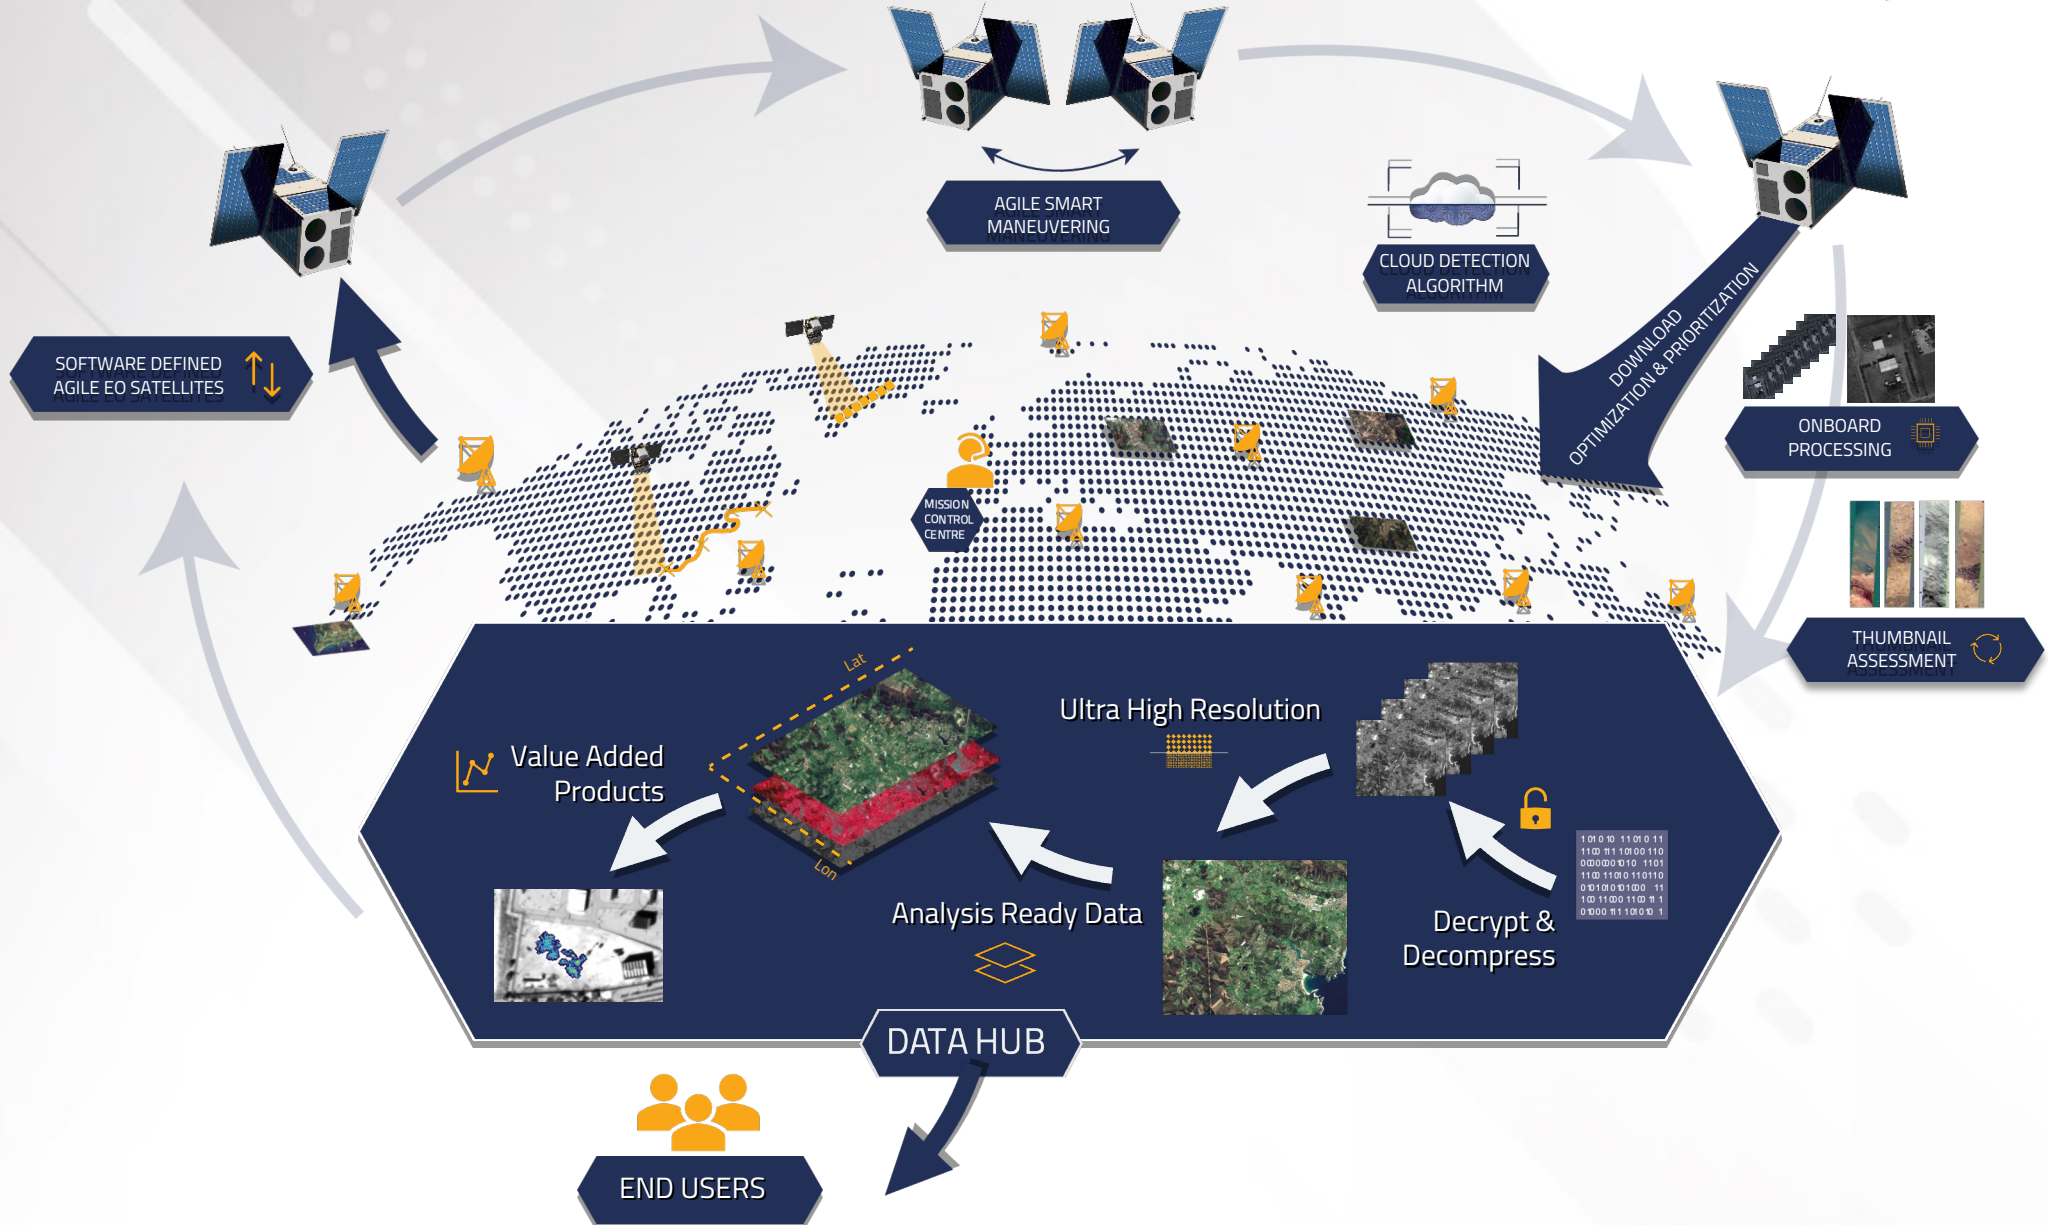 AGILE SMART
MANEUVERING
CLOUD DETECTION
ALGORITHM
SOFTWARE DEFINED
AGILE EO SATELLITES
DOWNLOAD
OPTIMIZATION & PRIORITIZATION
ONBOARD
PROCESSING
MISSION
CONTROL
CENTRE
THUMBNAIL
ASSESSMENT
Lat
Lon
Ultra High Resolution
Value Added
Products
Analysis Ready Data
Decrypt &
Decompress
DATA HUB
END USERS